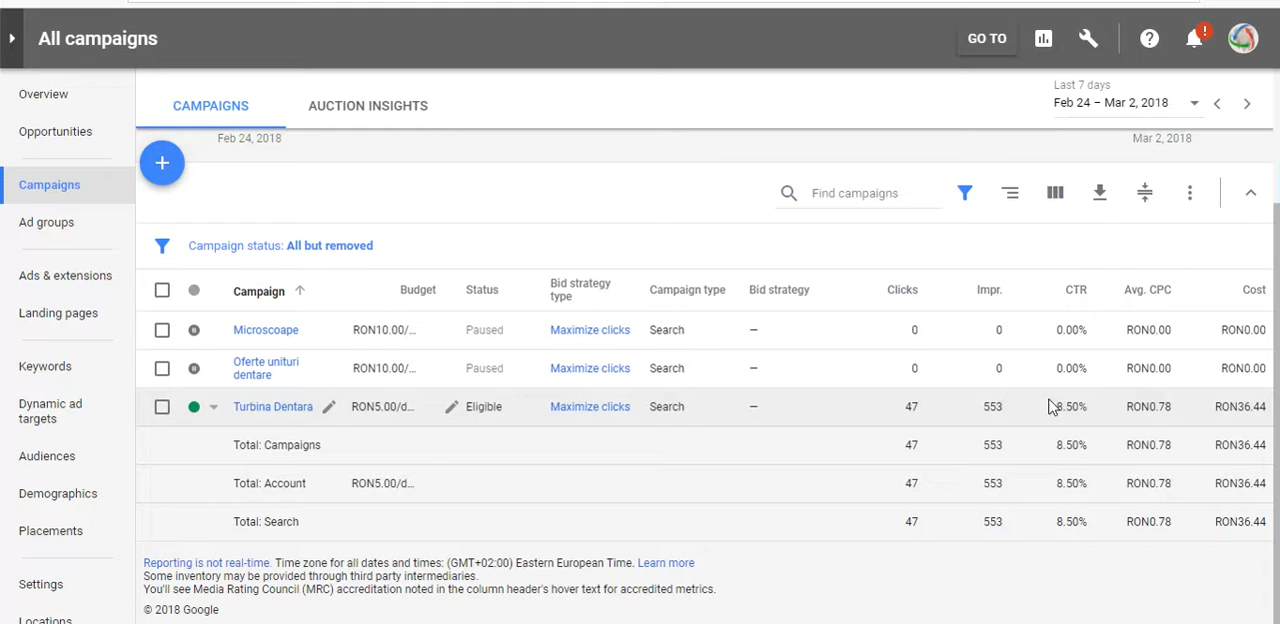 All campaigns
GO TO
!
Overview
Opportunities
Campaigns
Ad groups
Ads & extensions
Landing pages
Keywords
Dynamic ad
targets
Audiences
Demographics
Placements
Settings
Locations
CAMPAIGNS AUCTION INSIGHTS
Last 7 days
Feb 24 – Mar 2, 2018
Feb 24, 2018 Mar 2, 2018
+
Find campaigns
Campaign status: All but removed
Campaign Budget Status Bid strategy type Campaign type Bid strategy Clicks Impr. CTR Avg. CPC Cost
Microscoape RON10.00/... Paused Maximize clicks Search – 0 0 0.00% RON0.00 RON0.00
Oferte unituri
dentare RON10.00/... Paused Maximize clicks Search – 0 0 0.00% RON0.00 RON0.00
Turbina Dentara RON5.00/d... Eligible Maximize clicks Search – 47 553 8.50% RON0.78 RON36.44
Total: Campaigns 47 553 8.50% RON0.78 RON36.44
Total: Account RON5.00/d... 47 553 8.50% RON0.78 RON36.44
Total: Search 47 553 8.50% RON0.78 RON36.44
Reporting is not real-time. Time zone for all dates and times: (GMT+02:00) Eastern European Time. Learn more
Some inventory may be provided through third party intermediaries.
You'll see Media Rating Council (MRC) accreditation noted in the column header's hover text for accredited metrics.
© 2018 Google